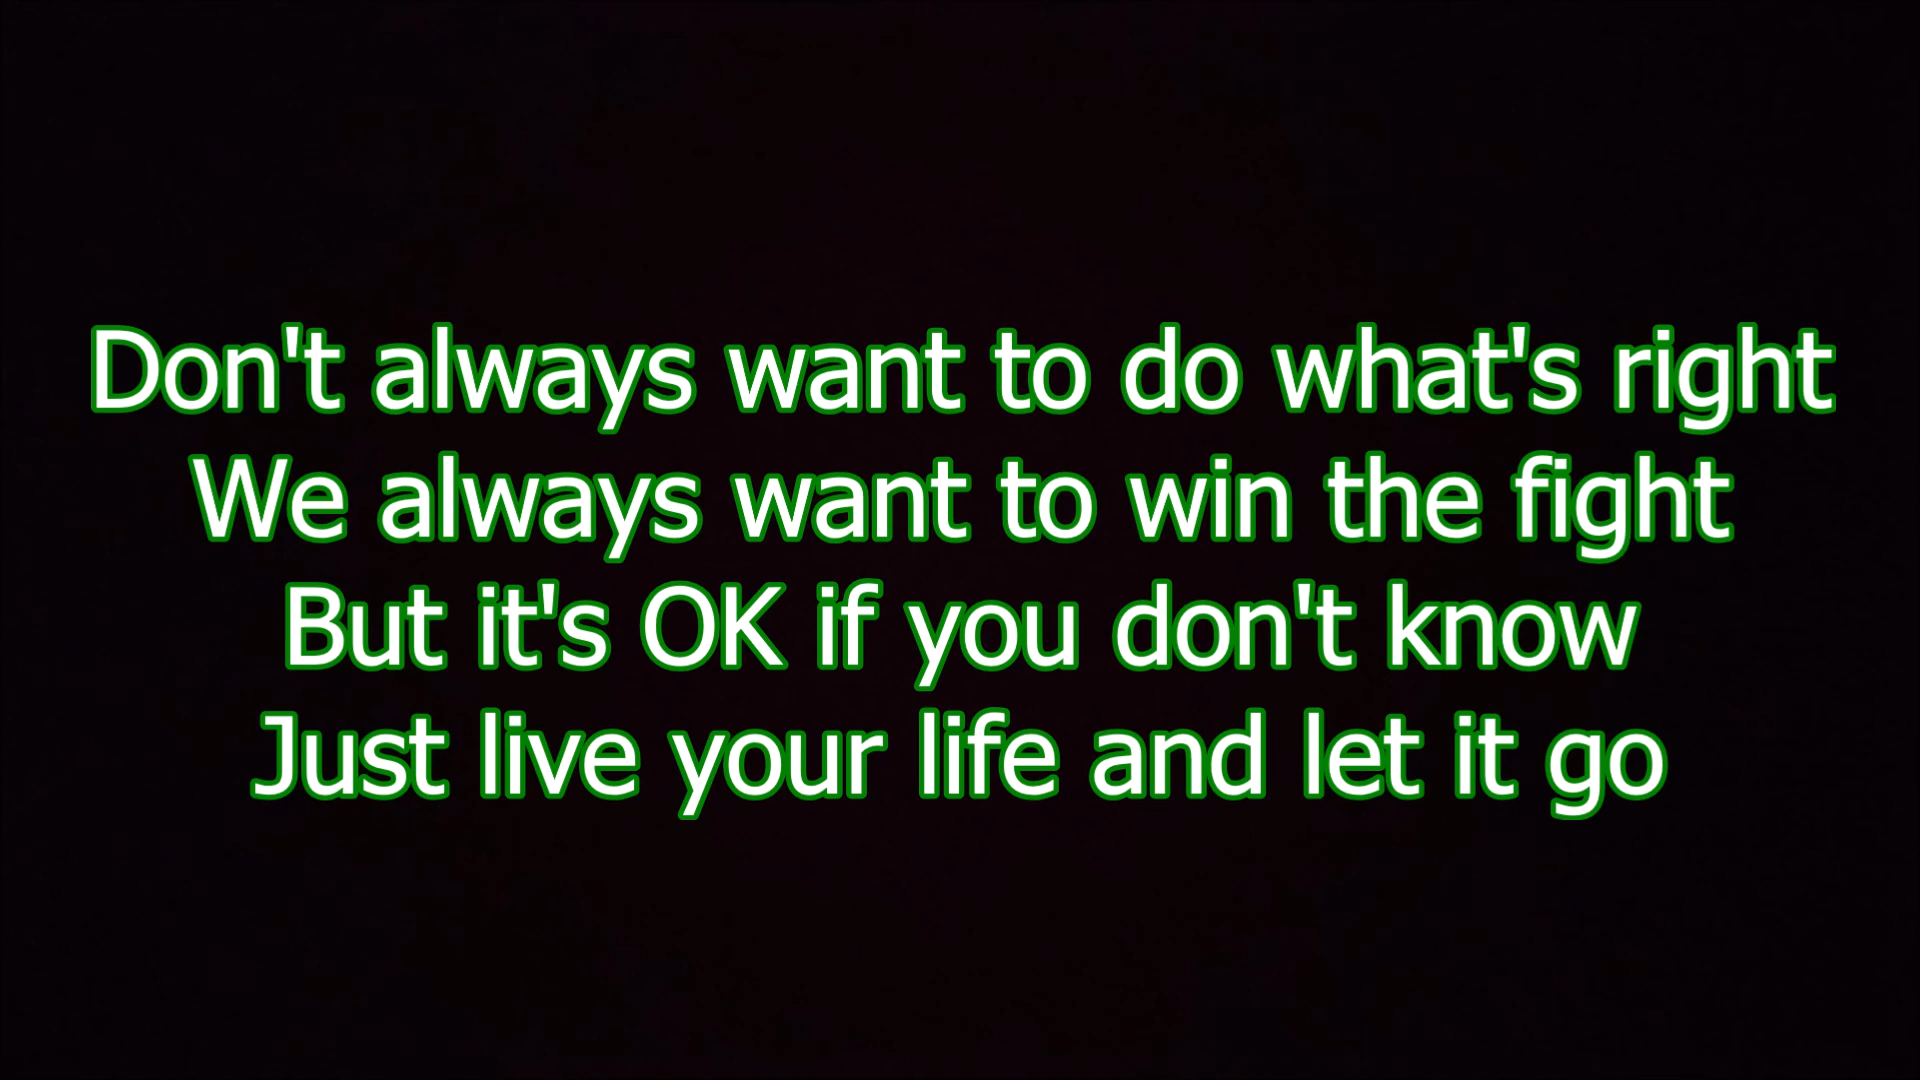 Don't always want to do what's right
We always want to win the fight
But it's OK if you don't know
Just live your life and let it go